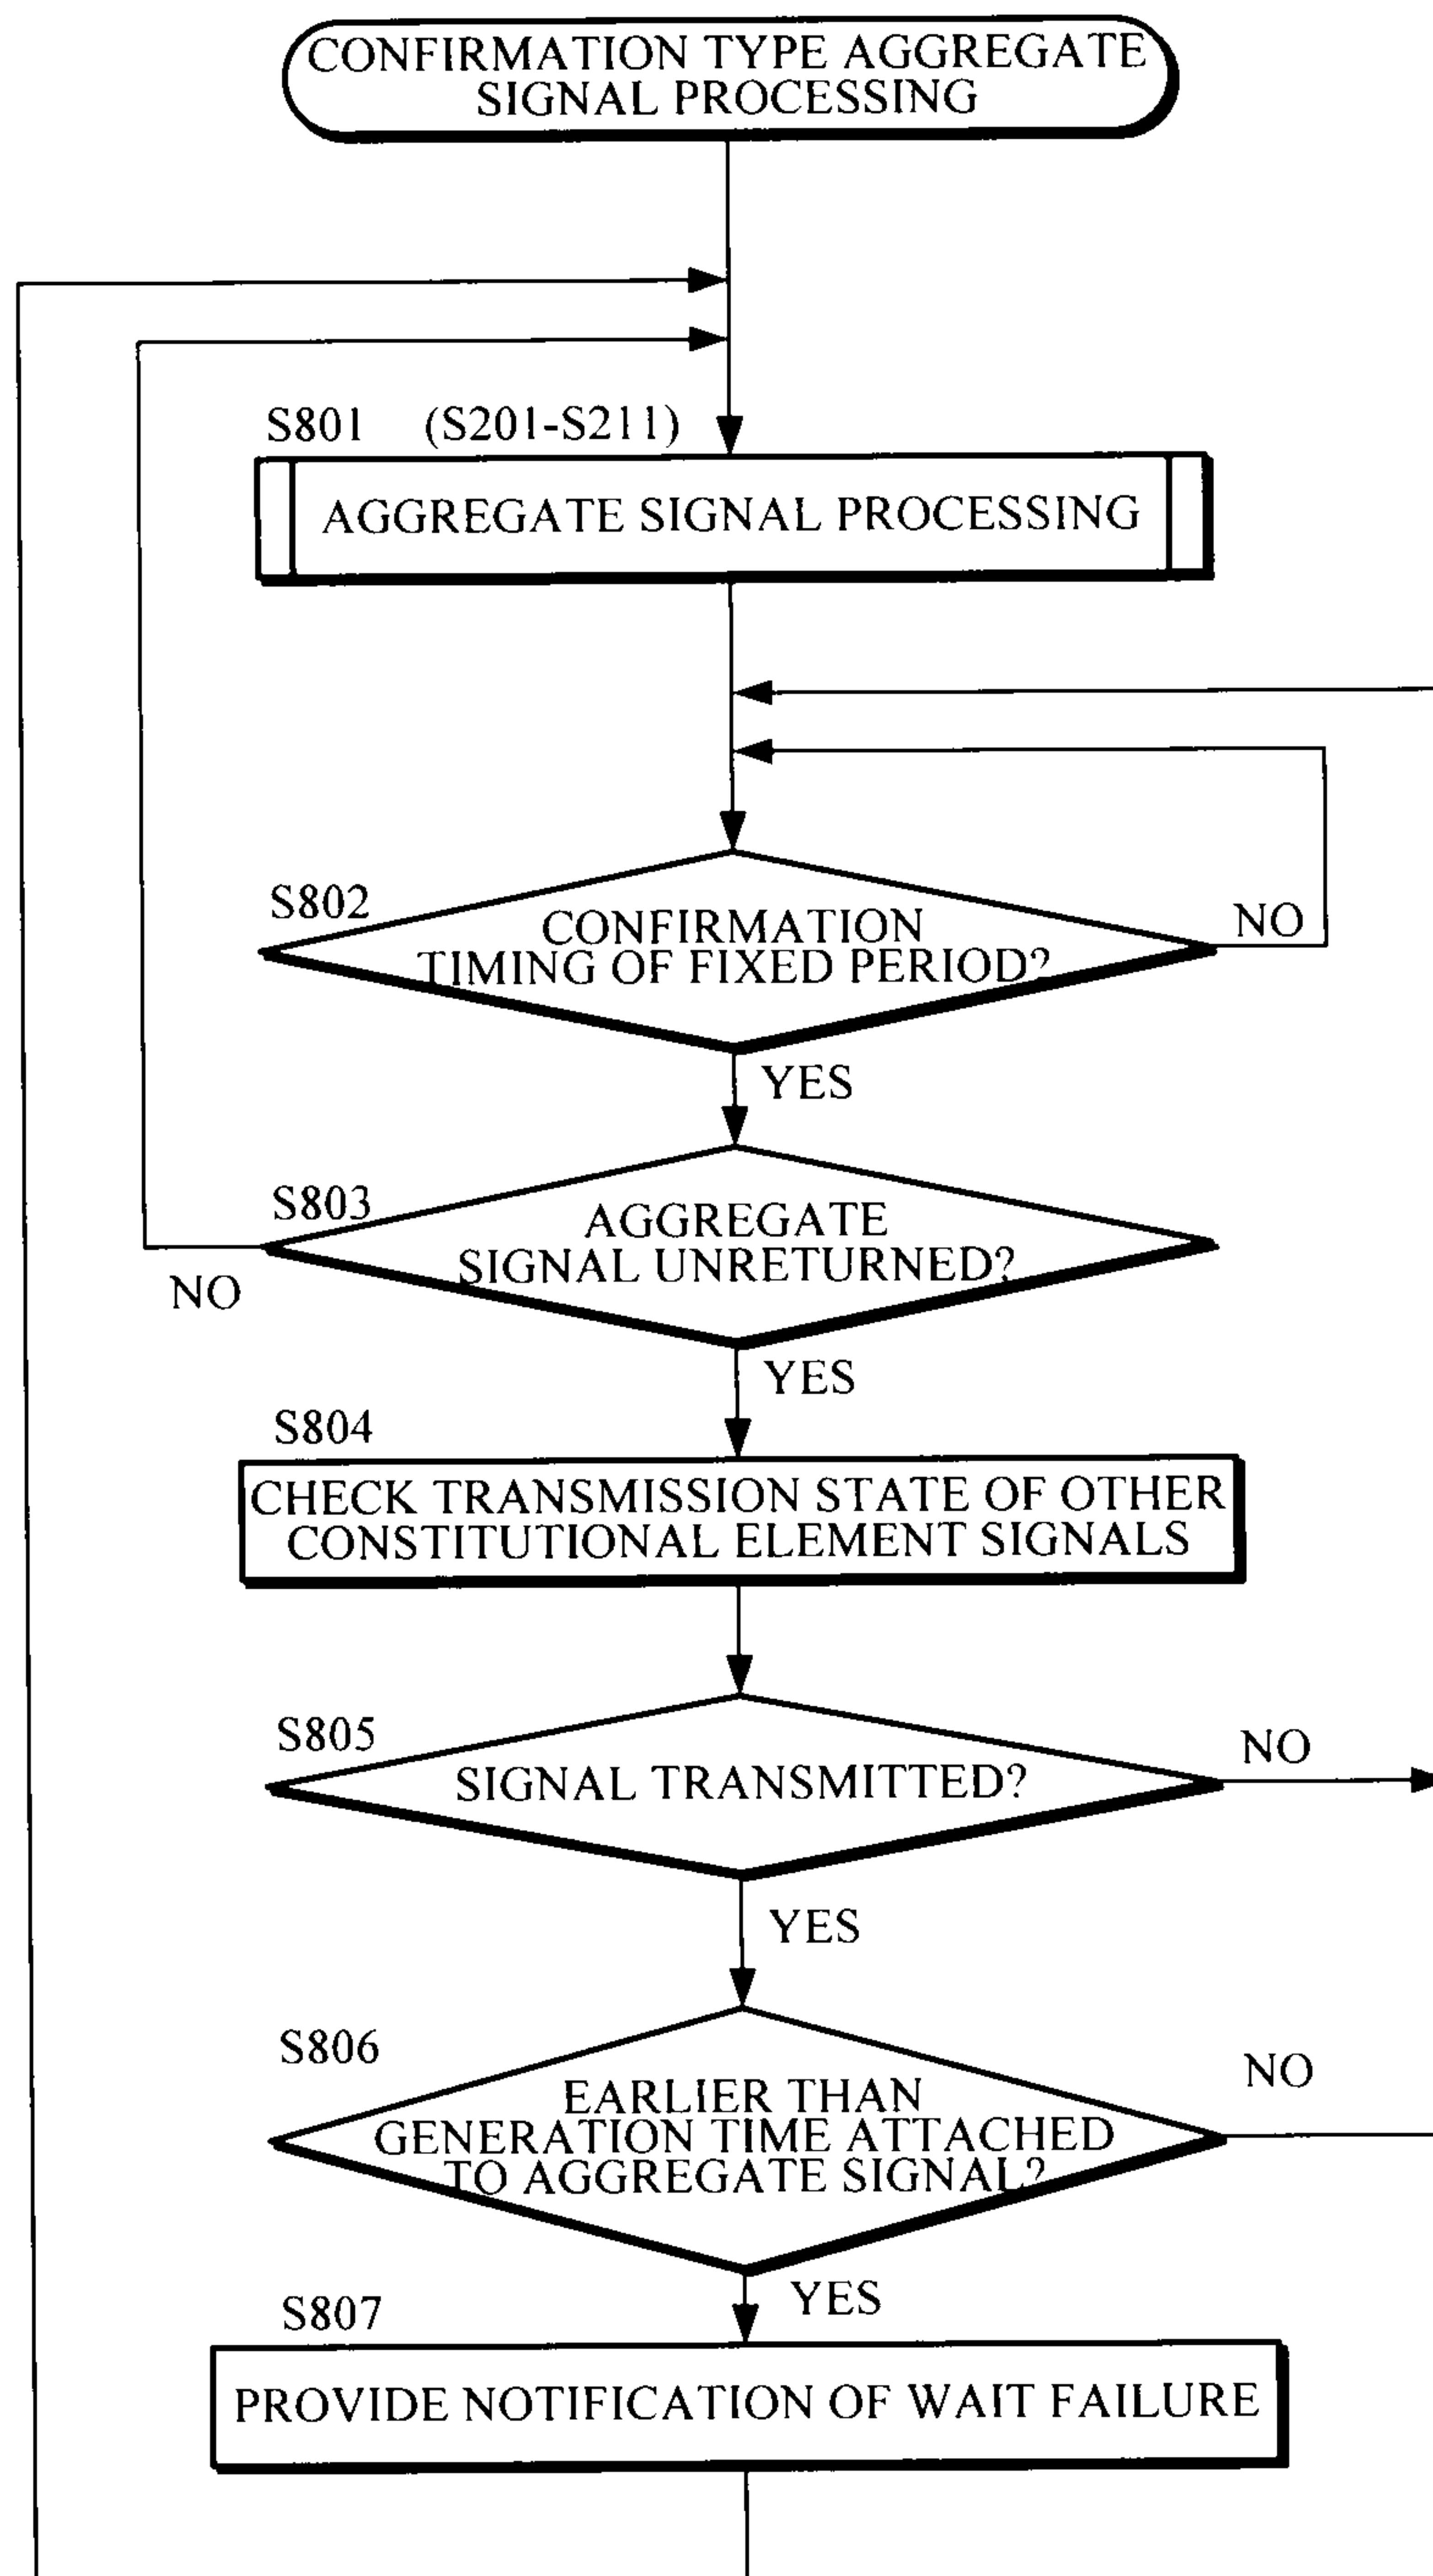 CONFIRMATION TYPE AGGREGATE
SIGNAL PROCESSING
S801 (S201-S211)
AGGREGATE SIGNAL PROCESSING
S802
CONFIRMATION
TIMING OF FIXED PERIOD?
NO
YES
S803
AGGREGATE
SIGNAL UNRETURNED?
NO
YES
S804
CHECK TRANSMISSION STATE OF OTHER
CONSTITUTIONAL ELEMENT SIGNALS
S805
SIGNAL TRANSMITTED?
NO
YES
S806
EARLIER THAN
GENERATION TIME ATTACHED
TO AGGREGATE SIGNAL?
NO
YES
S807
PROVIDE NOTIFICATION OF WAIT FAILURE